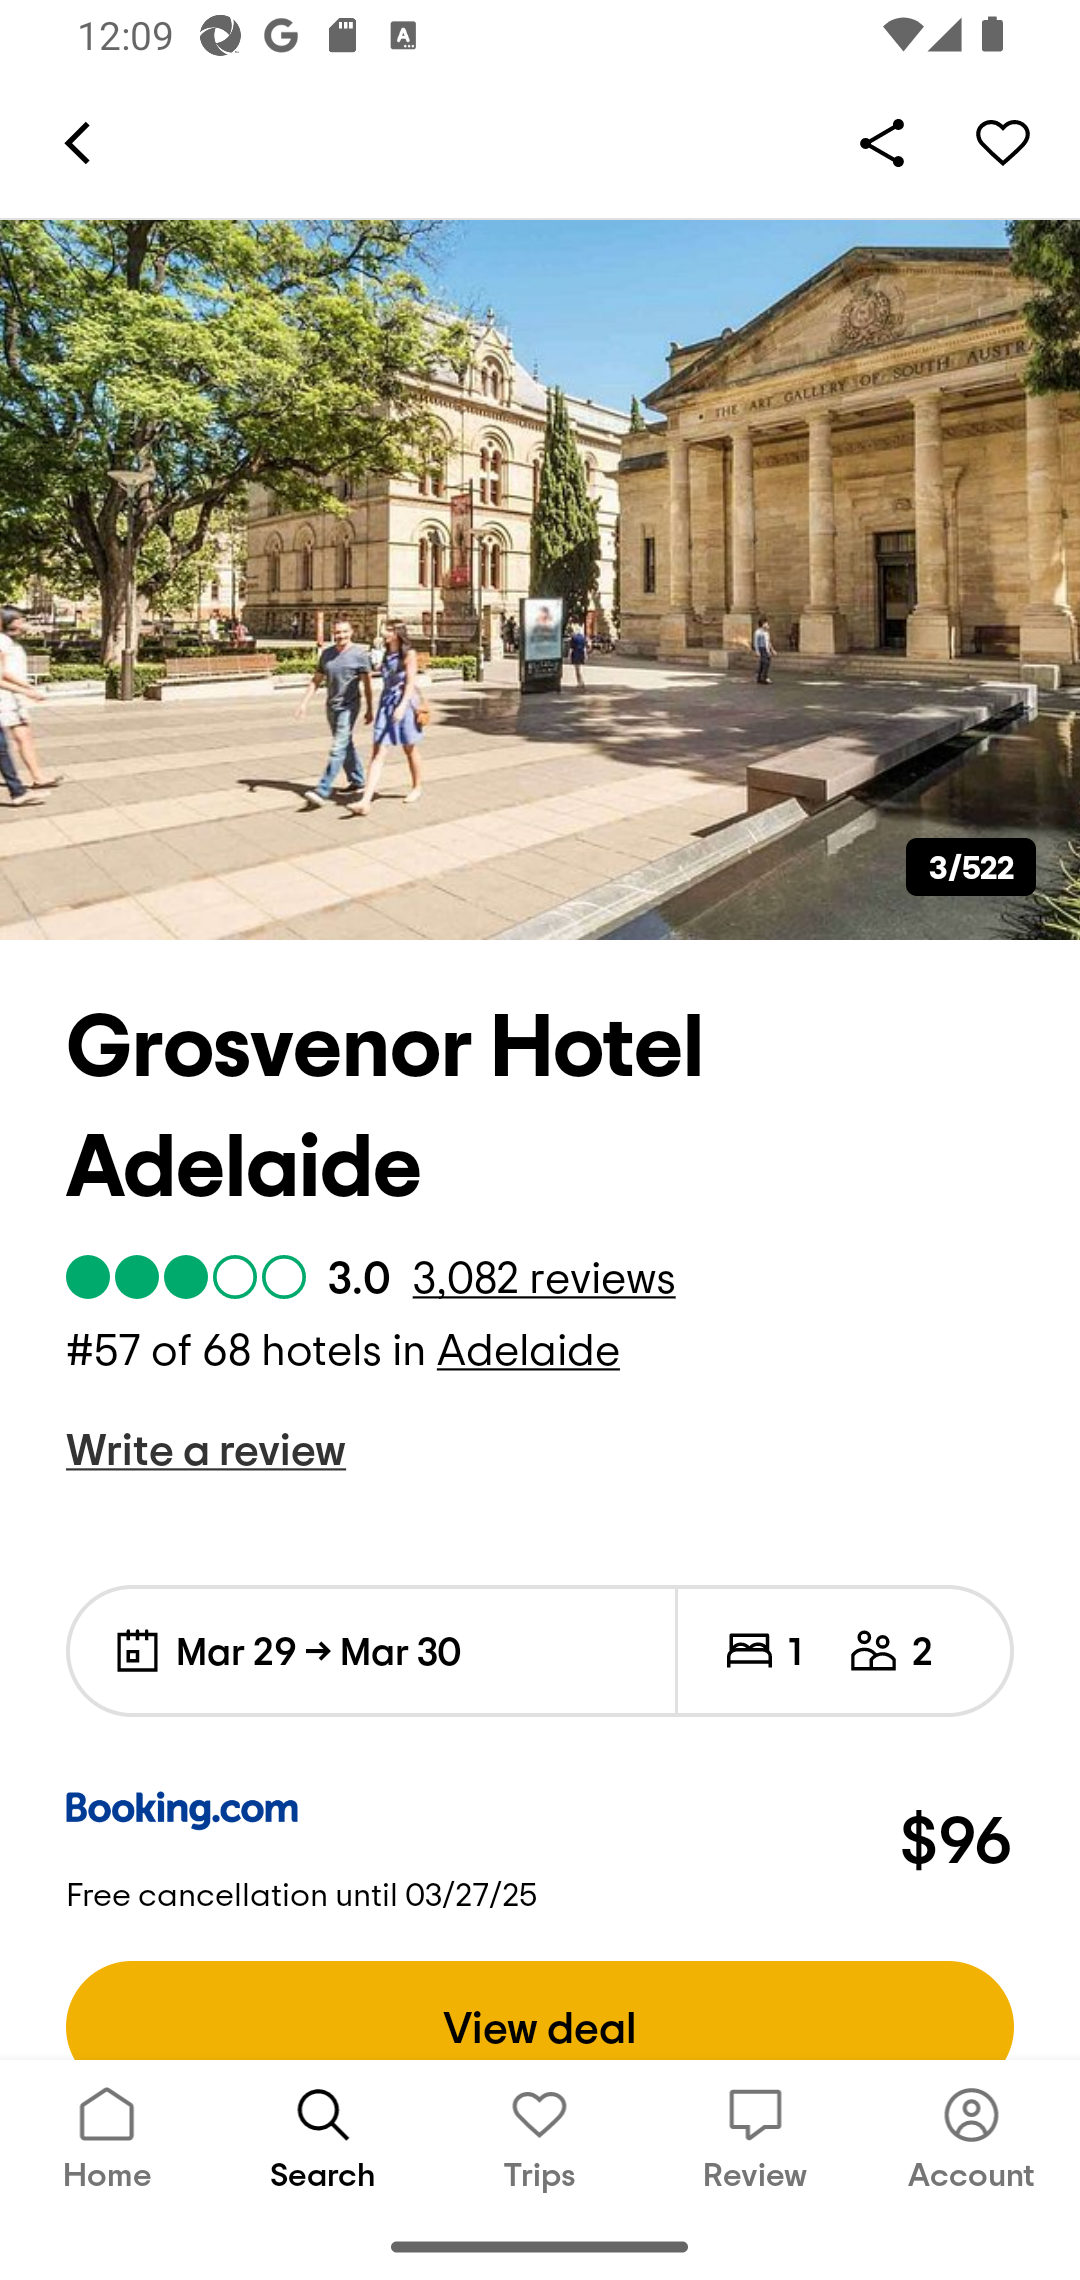 12:09
THE ART GALLERY OF SOUTH AUSTRA
3/522
Grosvenor Hotel
Adelaide
3.0 3,082 reviews
#57 of 68 hotels in Adelaide
Write a review
Mar 29 → Mar 30 1 2
Booking.com
$96
Free cancellation until 03/27/25
View deal
Home Search Trips Review Account